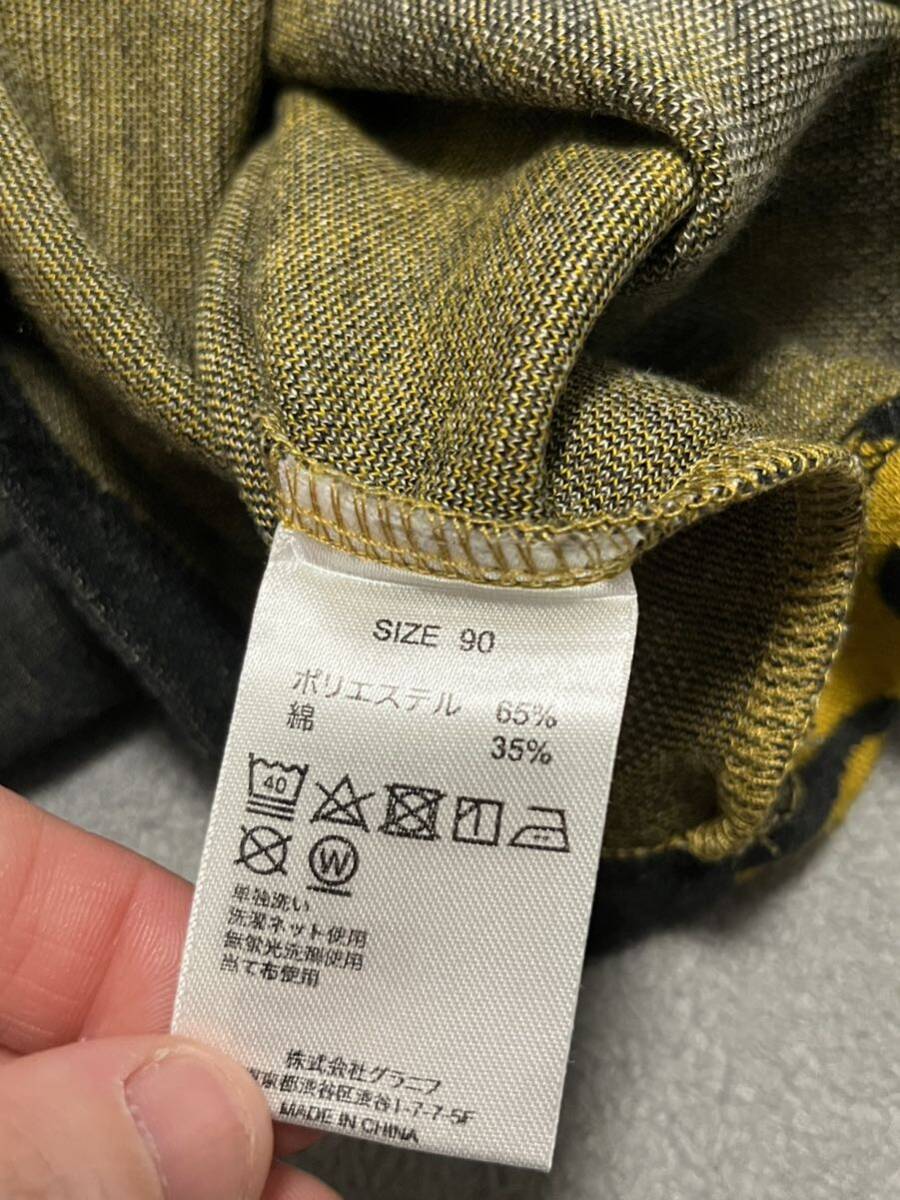 SIZE 90
ポリエステル 65%
綿 35%
40
W
単独洗い
洗濯ネット使用
無蛍光洗剤使用
当て布使用
株式会社グラニフ
京都渋谷区渋谷1-7-7-5F
MADE IN CHINA